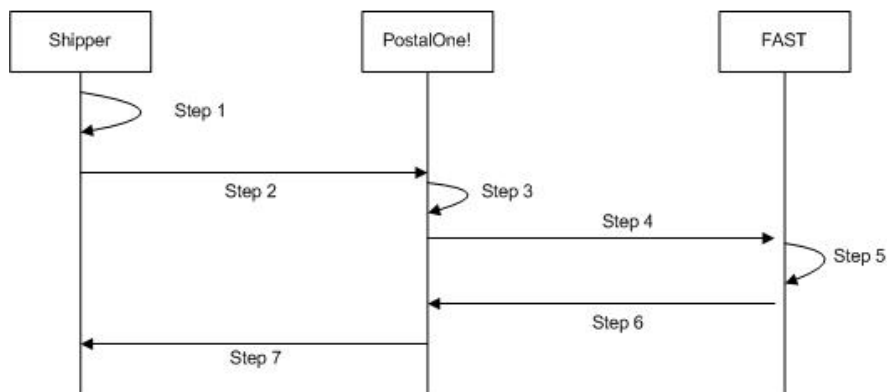 Shipper
PostalOne!
FAST
Step 1
Step 2
Step 3
Step 4
Step 5
Step 6
Step 7